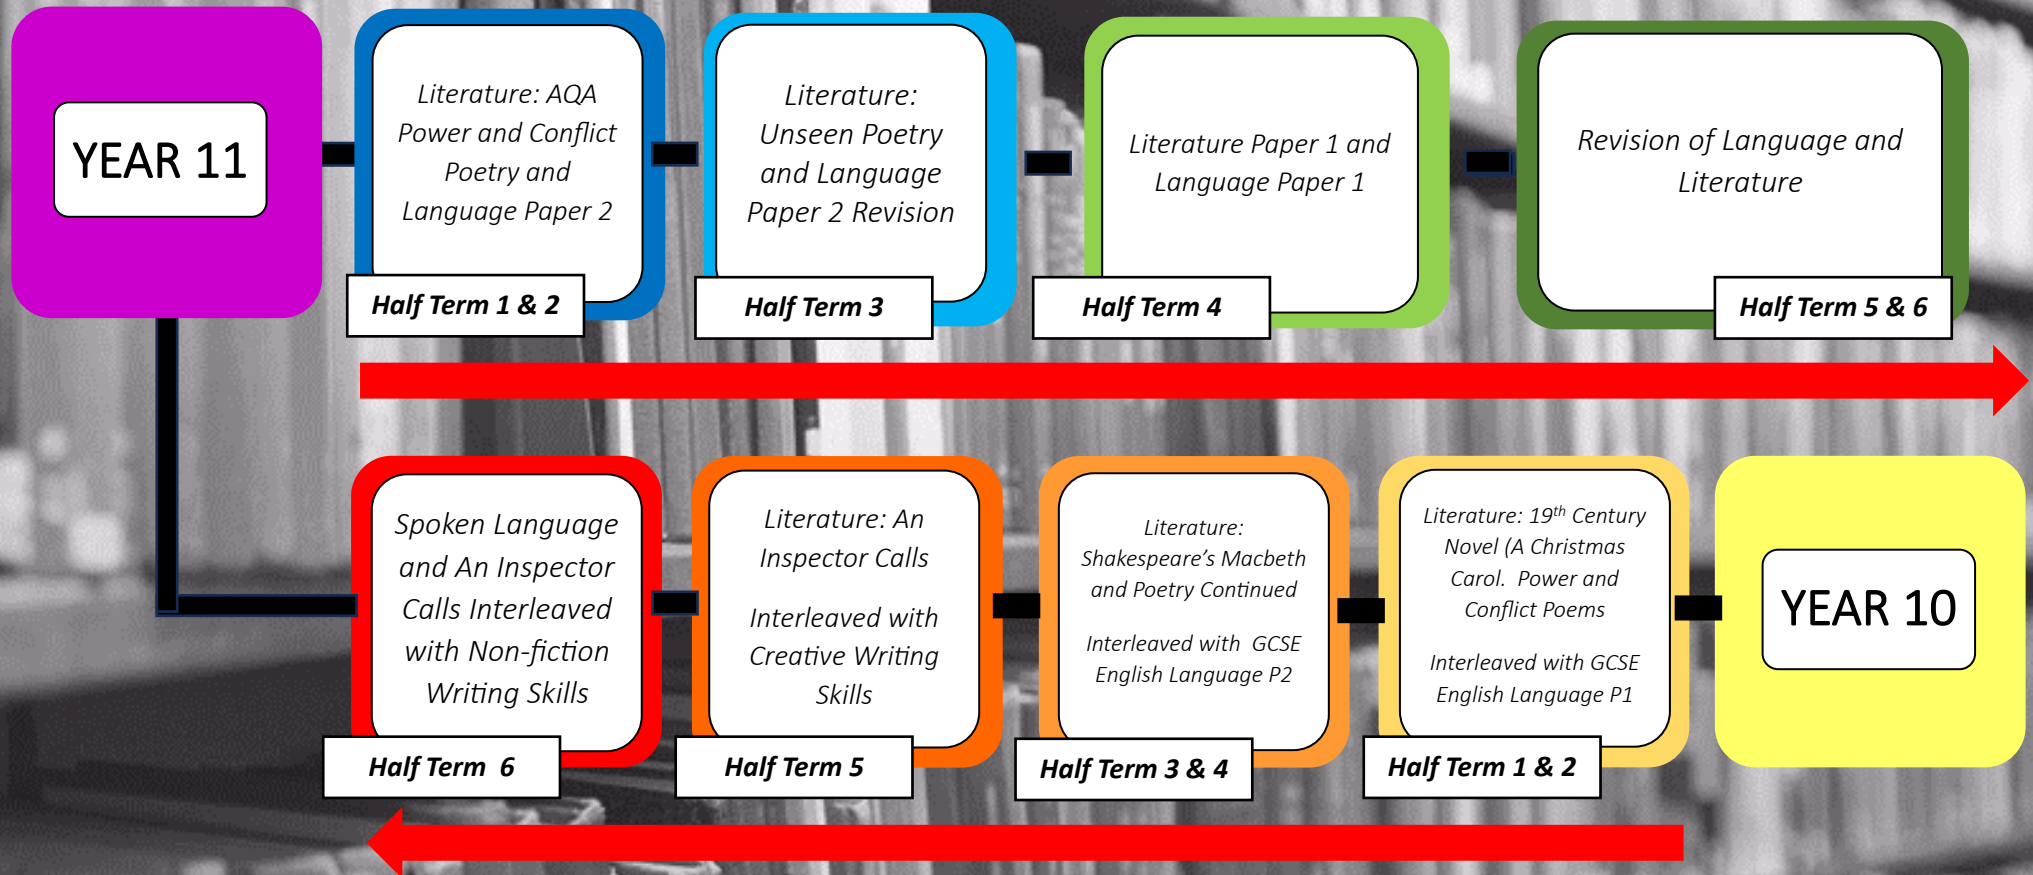 YEAR 11
Literature: AQA
Power and Conflict
Poetry and
Language Paper 2
Half Term 1 & 2
Literature:
Unseen Poetry
and Language
Paper 2 Revision
Half Term 3
Literature Paper 1 and
Language Paper 1
Half Term 4
Revision of Language and
Literature
Half Term 5 & 6
Spoken Language
and An Inspector
Calls Interleaved
with Non-fiction
Writing Skills
Half Term 6
Literature: An
Inspector Calls
Interleaved with
Creative Writing
Skills
Half Term 5
Literature:
Shakespeare’s Macbeth
and Poetry Continued
Interleaved with GCSE
English Language P2
Half Term 3 & 4
Literature: 19th Century
Novel (A Christmas
Carol. Power and
Conflict Poems
Interleaved with GCSE
English Language P1
Half Term 1 & 2
YEAR 10